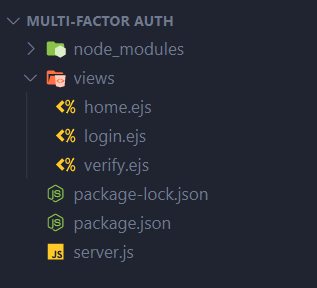 MULTI-FACTOR AUTH
node_modules
views
home.ejs
login.ejs
verify.ejs
package-lock.json
package.json
server.js